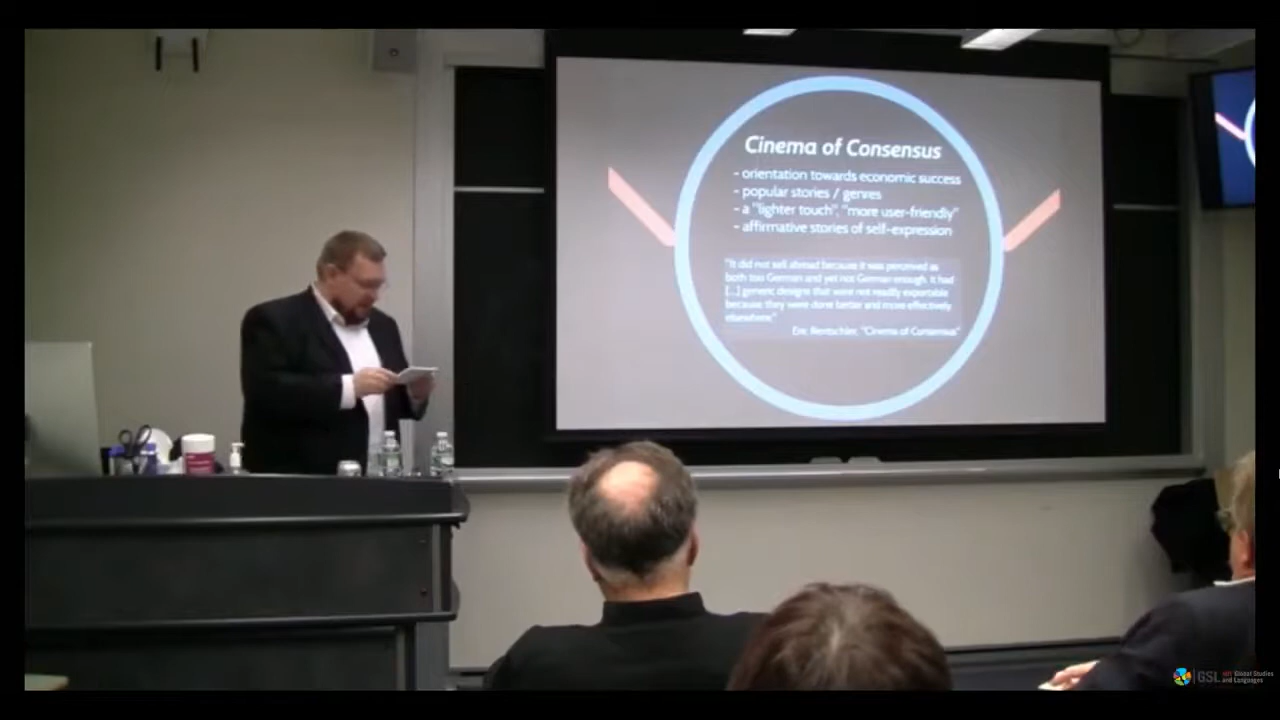 Cinema of Consensus
- orientation towards economic success
- popular stories / genres
- a "lighter touch", "more user-friendly"
- affirmative stories of self-expression
"It did not sell abroad because it was perceived as
both too German and yet not German enough. It had
[...] generic designs that were not readily exportable
because they were done better and more effectively
elsewhere."
Eric Rentschler, "Cinema of Consensus"
GSL MIT Global Studies
and Languages